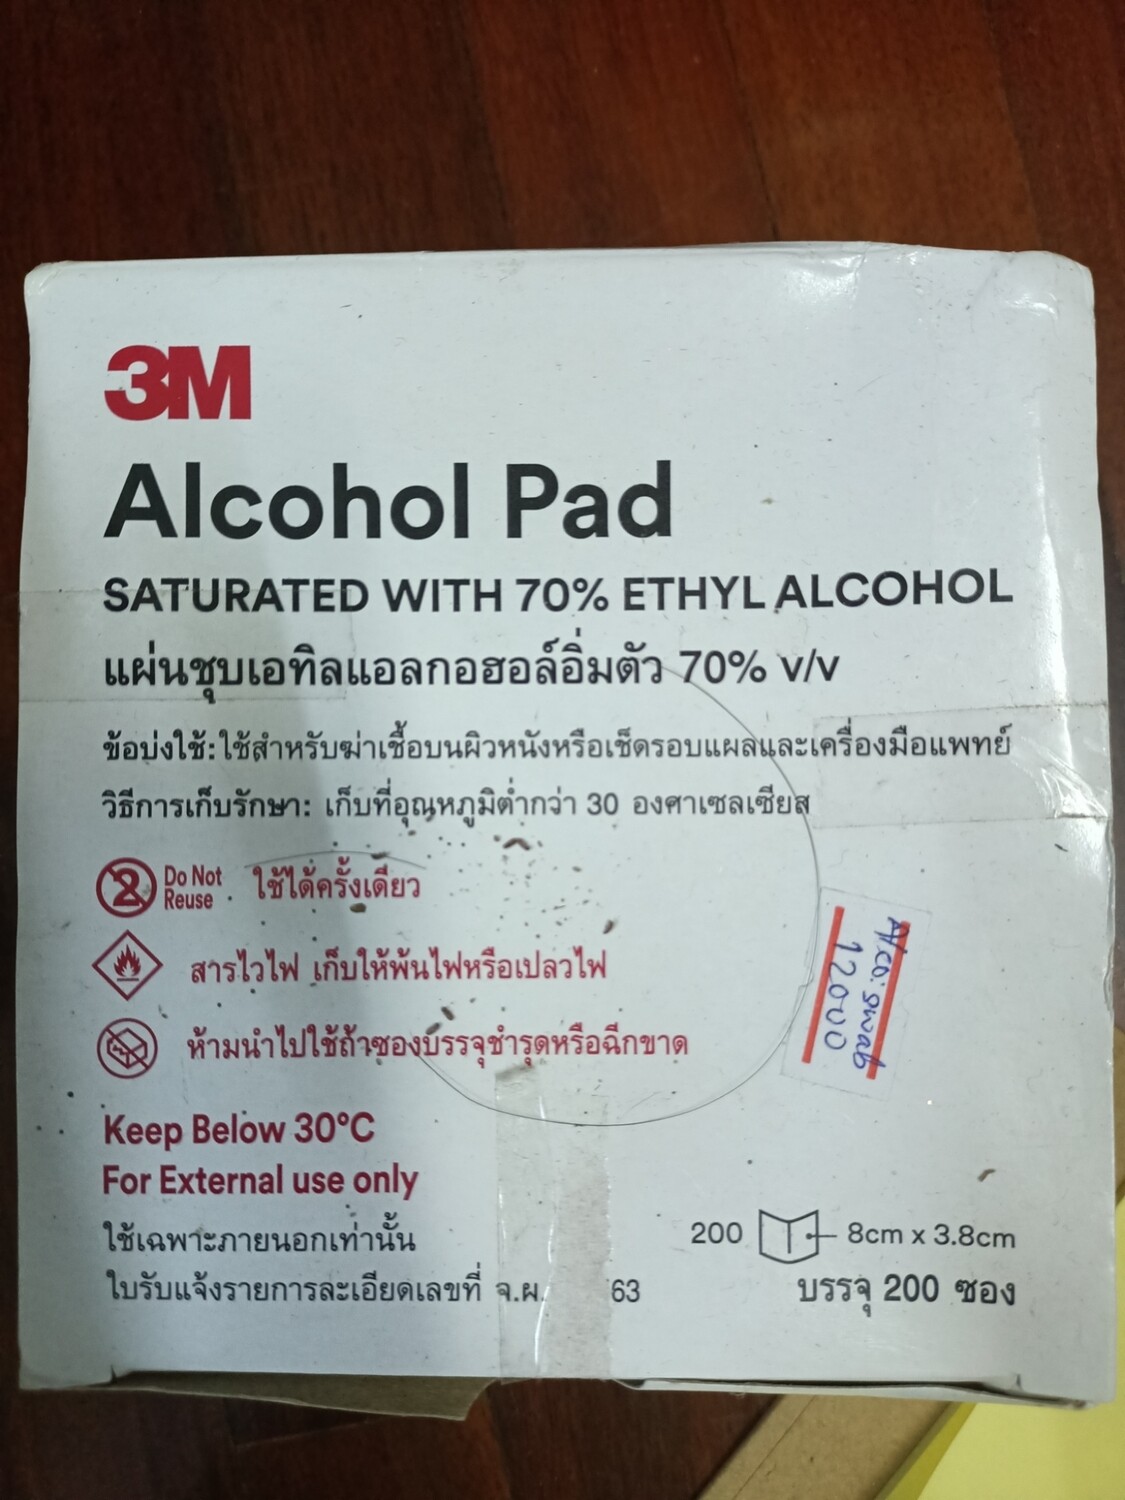 3M
Alcohol Pad
SATURATED WITH 70% ETHYL ALCOHOL
แผ่นชุบเอทิลแอลกอฮอล์อิ่มตัว 70% v/v
ข้อบ่งใช้: ใช้สำหรับฆ่าเชื้อบนผิวหนังหรือเช็ดรอบแผลและเครื่องมือแพทย์
วิธีการเก็บรักษา: เก็บที่อุณหภูมิต่ำกว่า 30 องศาเซลเซียส
2 Do Not Reuse ใช้ได้ครั้งเดียว
สารไวไฟ เก็บให้พ้นไฟหรือเปลวไฟ
ห้ามนำไปใช้ถ้าซองบรรจุชำรุดหรือฉีกขาด
Alco: swab
12000
Keep Below 30°C
For External use only
ใช้เฉพาะภายนอกเท่านั้น
200 8cm x 3.8cm
ใบรับแจ้งรายการละเอียดเลขที่ จ.ผ. 63
บรรจุ 200 ซอง